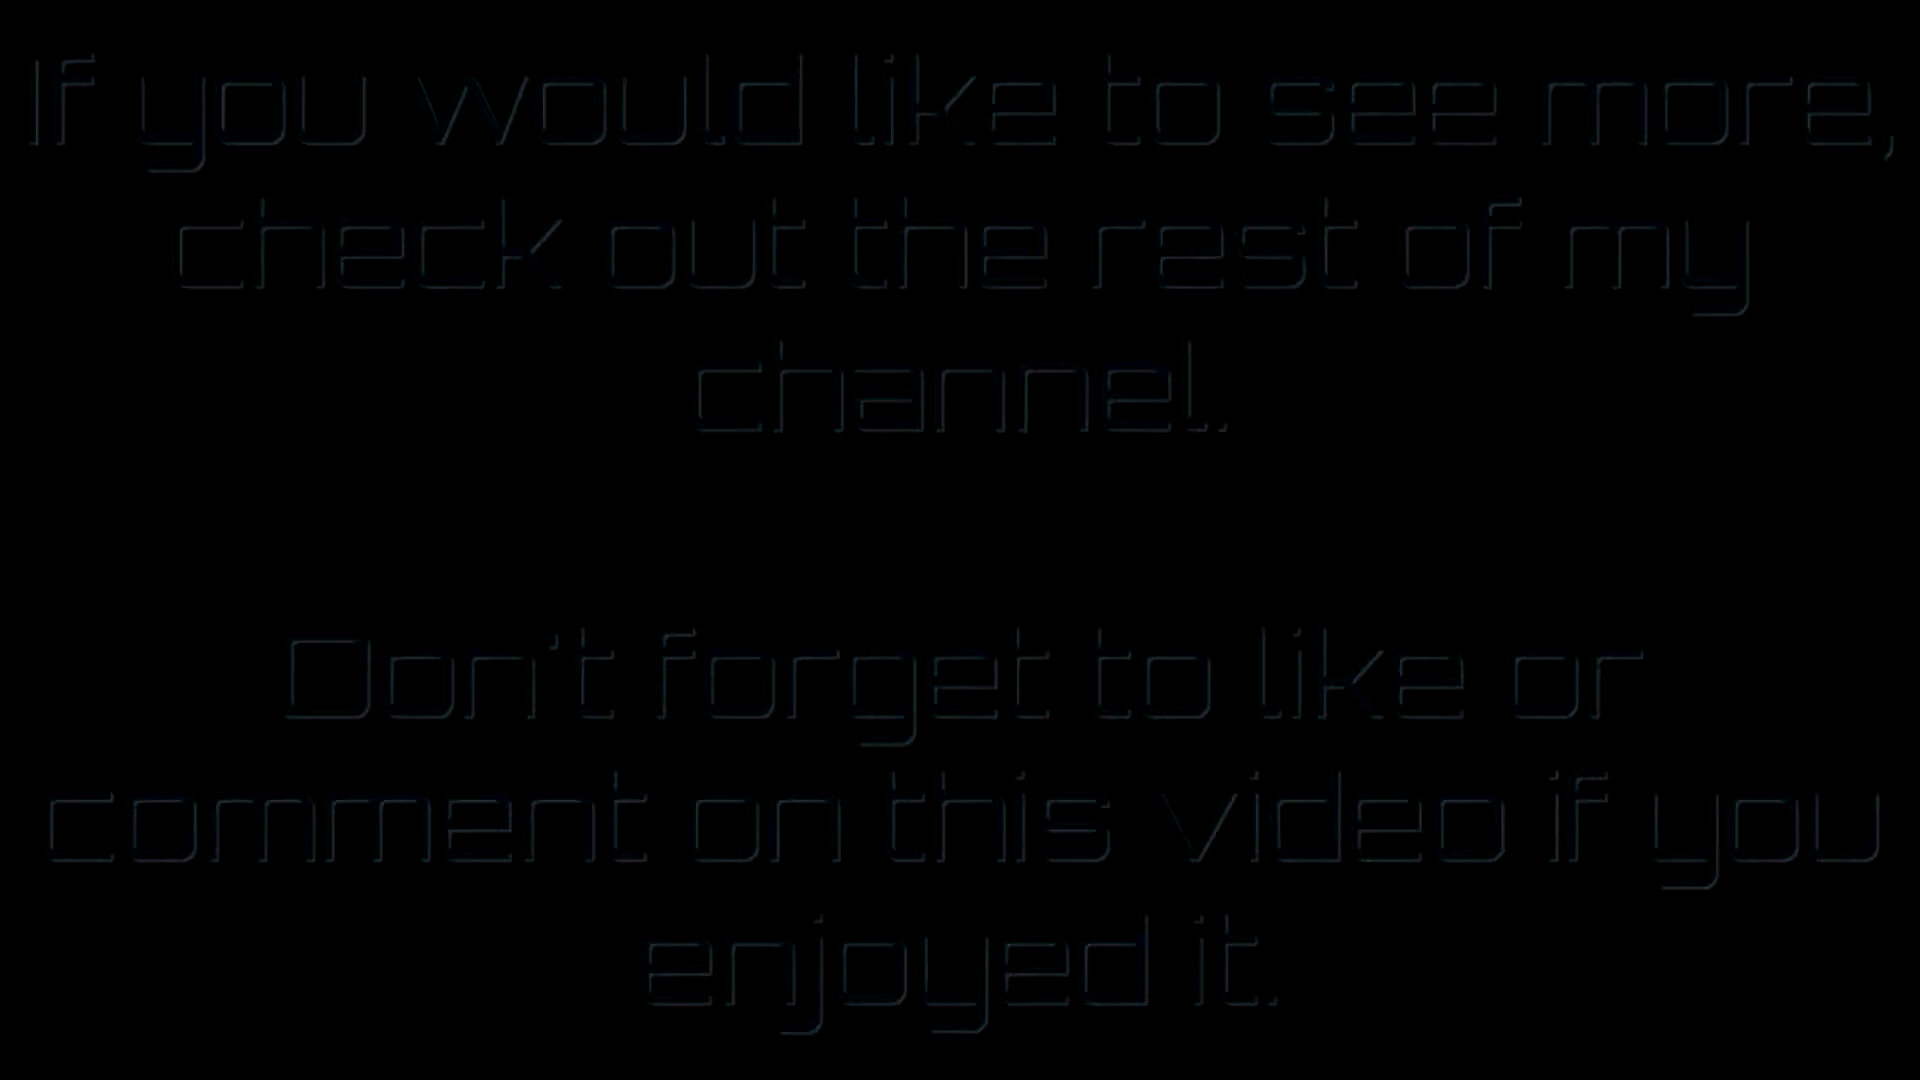 If you would like to see more,
check out the rest of my
channel.
Don't forget to like or
comment on this video if you
enjoyed it.